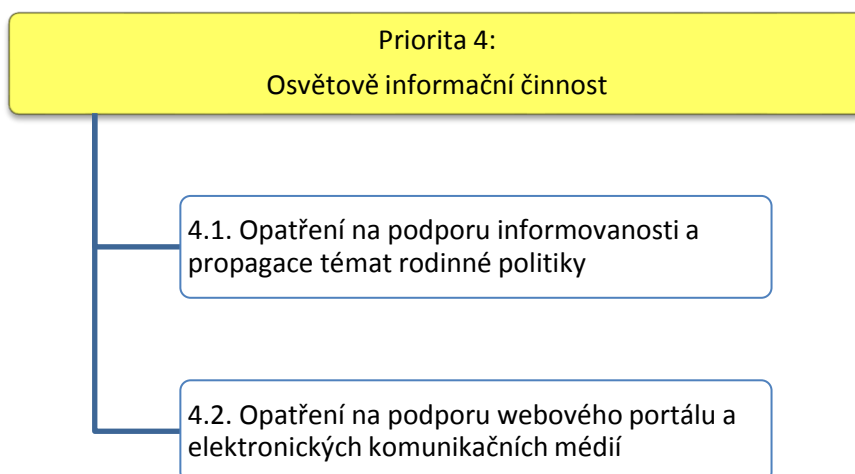 Priorita 4:
Osvětově informační činnost
4.1. Opatření na podporu informovanosti a
propagace témat rodinné politiky
4.2. Opatření na podporu webového portálu a
elektronických komunikačních médií